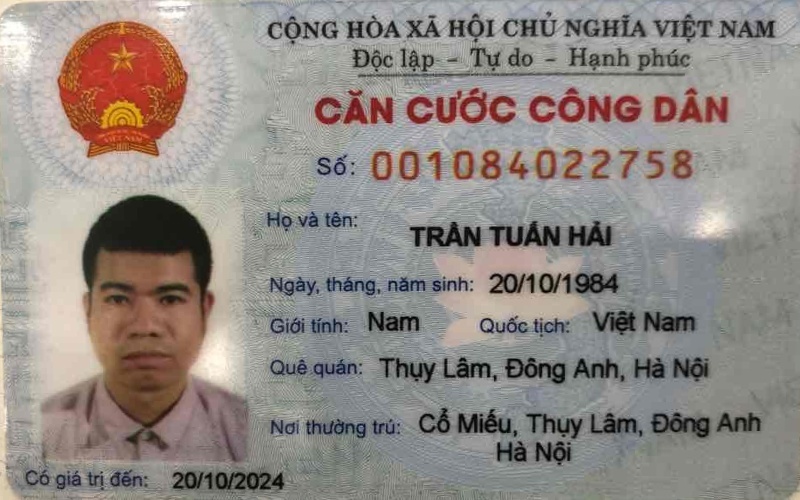 CỘNG HÒA XÃ HỘI CHỦ NGHĨA VIỆT NAM
Độc lập - Tự do - Hạnh phúc
CĂN CƯỚC CÔNG DÂN
Số: 001084022758
Họ và tên: TRẦN TUẤN HẢI
Ngày, tháng, năm sinh: 20/10/1984
Giới tính: Nam Quốc tịch: Việt Nam
Quê quán: Thụy Lâm, Đông Anh, Hà Nội
Nơi thường trú: Cổ Miếu, Thụy Lâm, Đông Anh
Hà Nội
Có giá trị đến: 20/10/2024